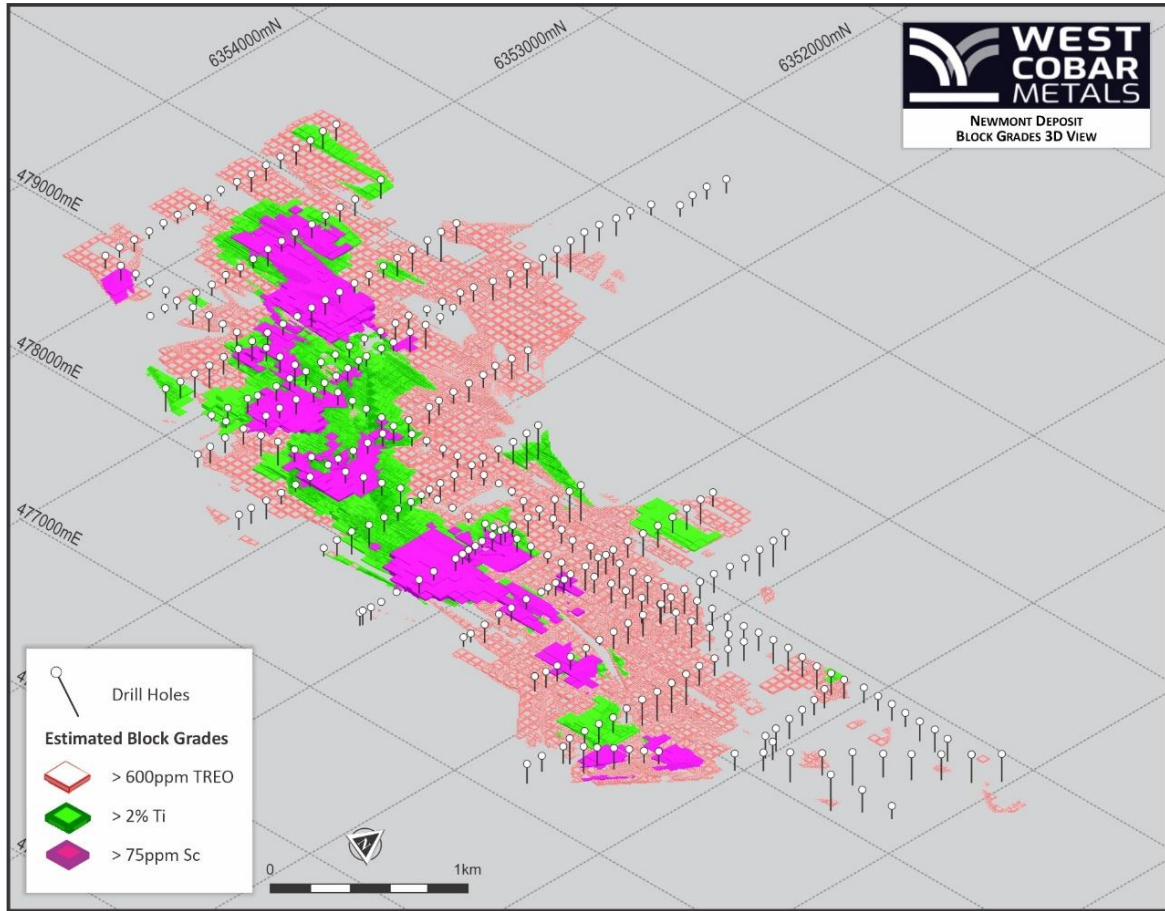 6354000mN
6353000mN
6352000mN
WEST
COBAR
METALS
NEWMONT DEPOSIT
BLOCK GRADES 3D VIEW
479000mE
478000mE
477000mE
Drill Holes
Estimated Block Grades
> 600ppm TREO
> 2% Ti
> 75ppm Sc
N
0
1km